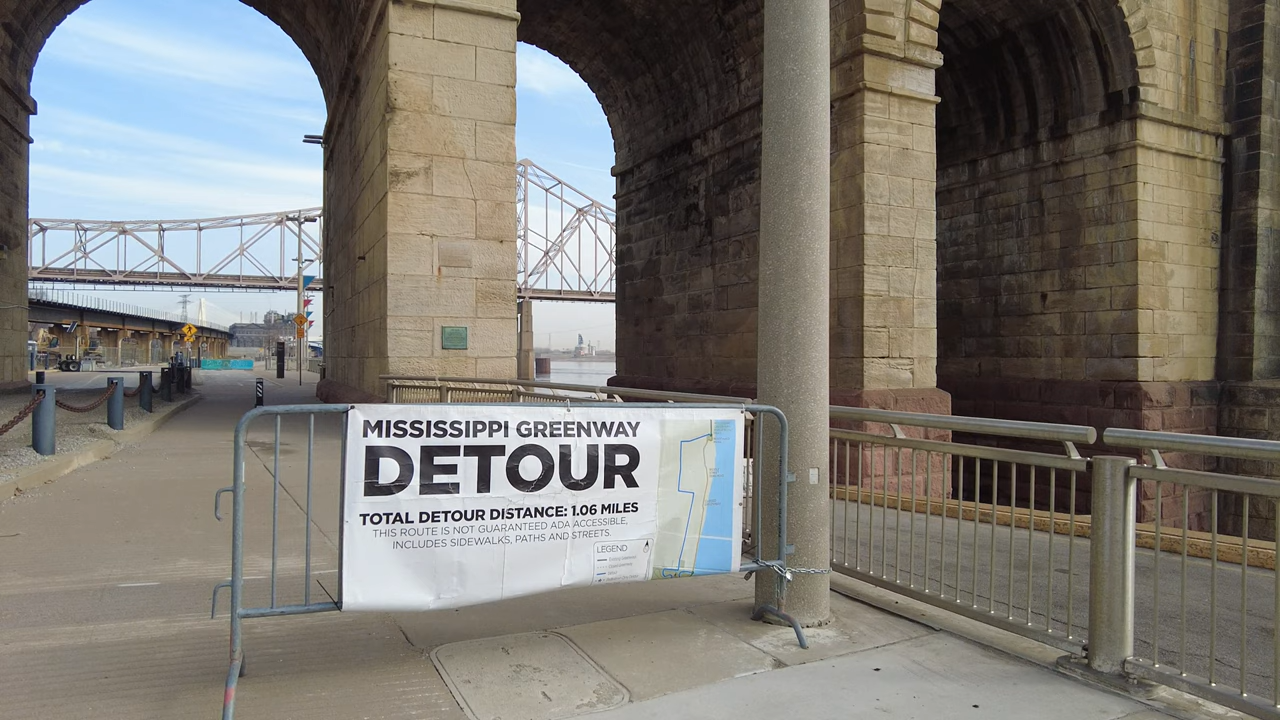 MISSISSIPPI GREENWAY
DETOUR
TOTAL DETOUR DISTANCE: 1.06 MILES
THIS ROUTE IS NOT GUARANTEED ADA ACCESSIBLE,
INCLUDES SIDEWALKS, PATHS AND STREETS.
LEGEND